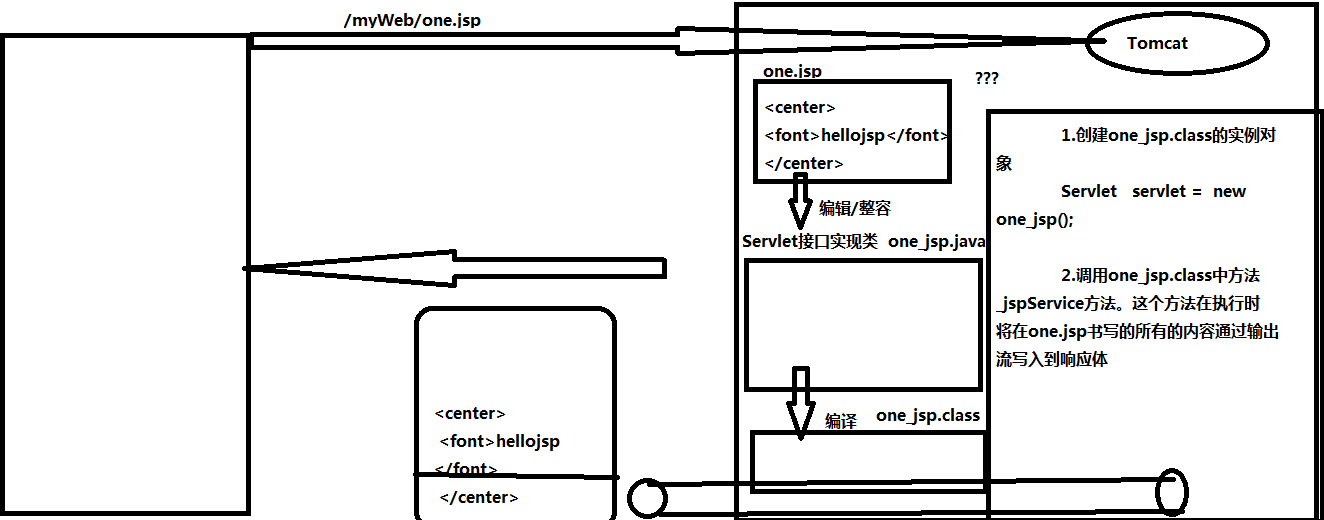 /myWeb/one.jsp
Tomcat
one.jsp
???
<center>
<font>hellojsp</font>
</center>
编辑/整容
Servlet接口实现类 one_jsp.java
编译
one_jsp.class
1.创建one_jsp.class的实例对
象
Servlet servlet = new
one_jsp();
2.调用one_jsp.class中方法
_jspService方法。这个方法在执行时
将在one.jsp书写的所有的内容通过输出
流写入到响应体
<center>
<font>hellojsp
</font>
</center>